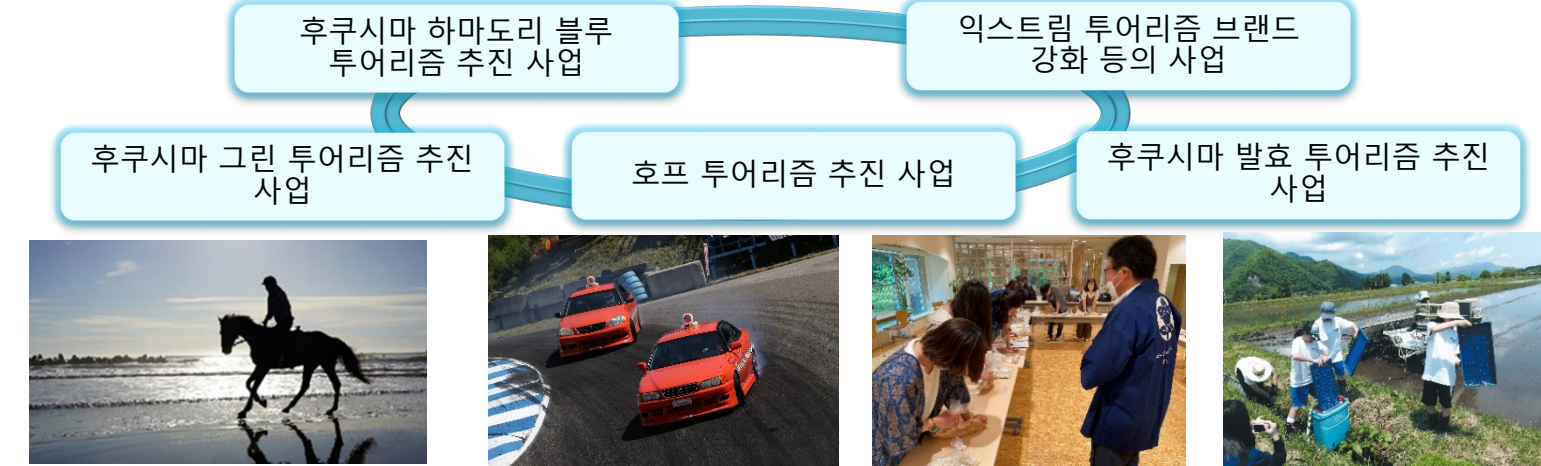 후쿠시마 하마도리 블루
투어리즘 추진 사업
익스트림 투어리즘 브랜드
강화 등의 사업
후쿠시마 그린 투어리즘 추진
사업
호프 투어리즘 추진 사업
후쿠시마 발효 투어리즘 추진
사업